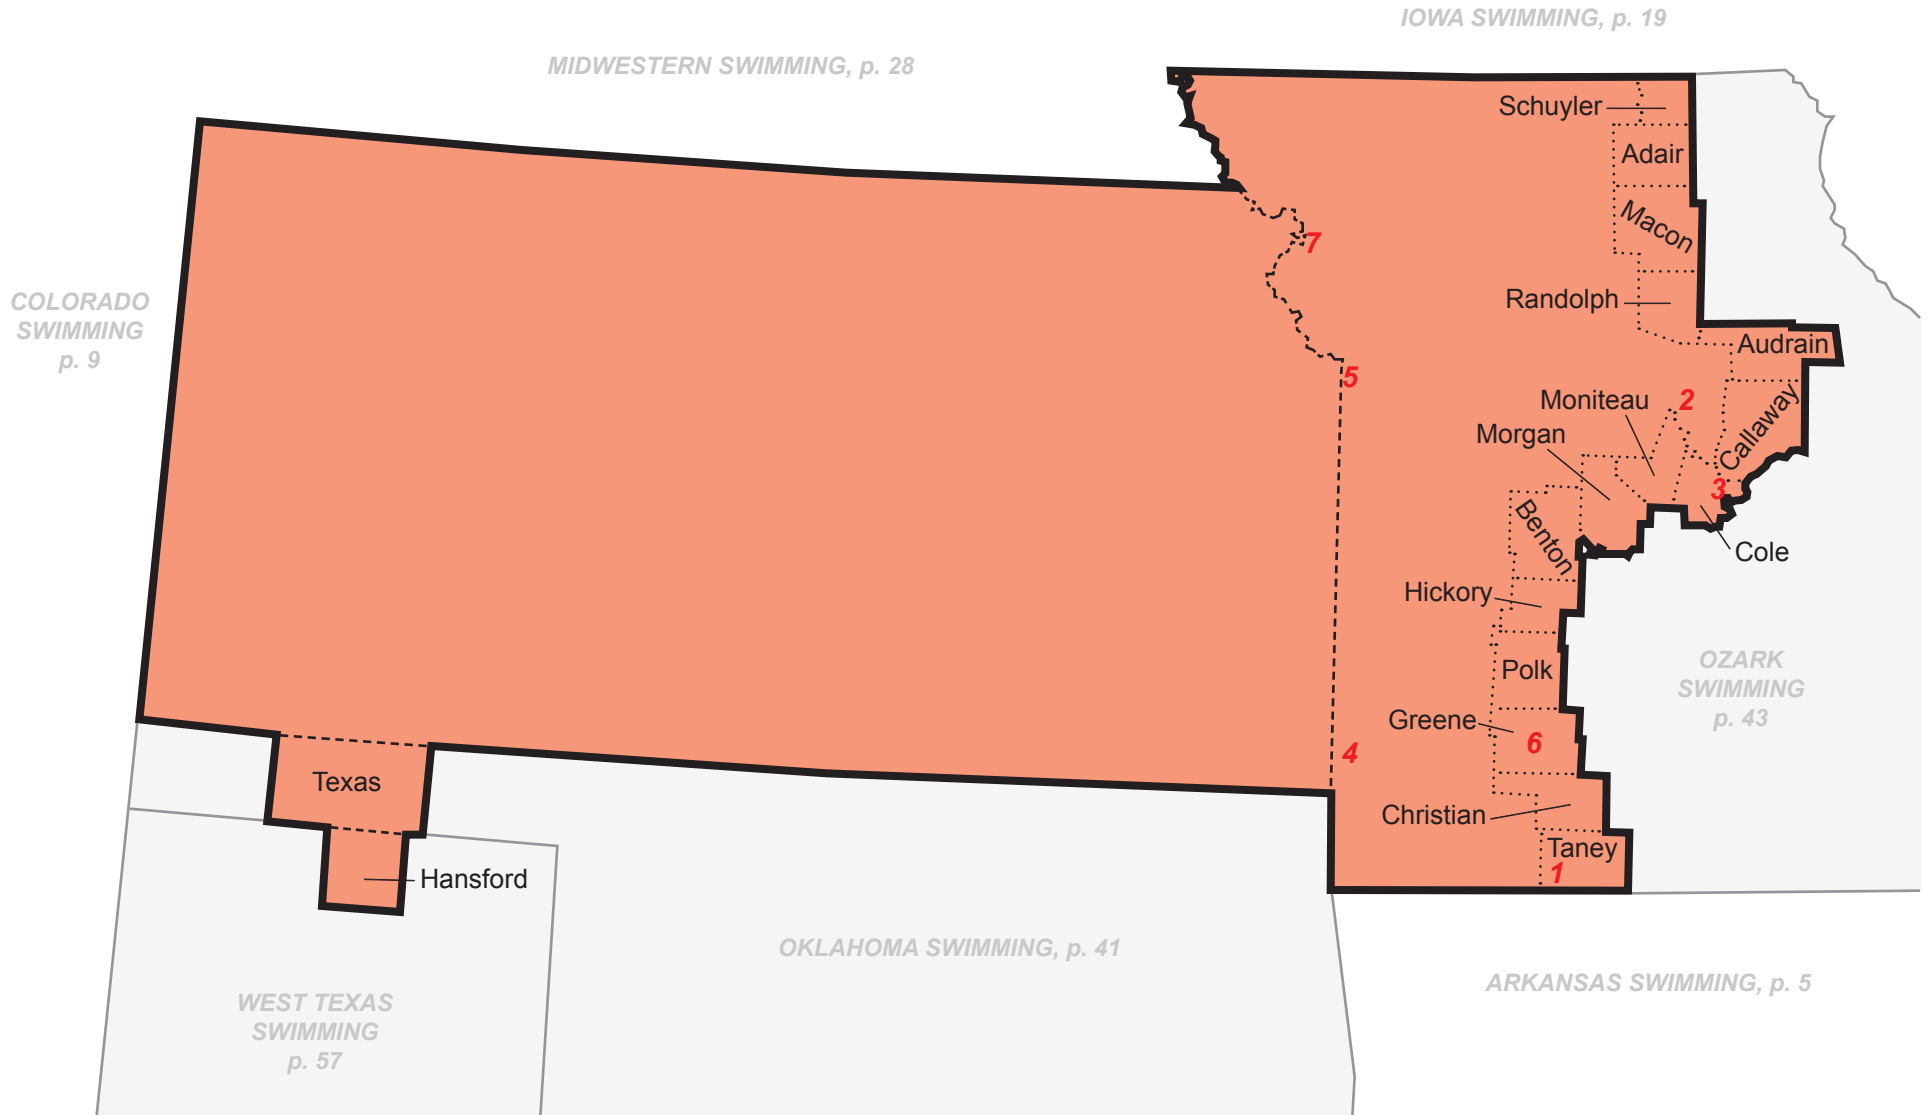 IOWA SWIMMING, p. 19
MIDWESTERN SWIMMING, p. 28
Schuyler
Adair
Macon
7
COLORADO
SWIMMING
p. 9
Randolph
Audrain
5
2
Moniteau
Callaway
Morgan
3
Benton
Cole
Hickory
OZARK
SWIMMING
p. 43
Polk
Greene
6
4
Texas
Christian
Taney
1
Hansford
OKLAHOMA SWIMMING, p. 41
ARKANSAS SWIMMING, p. 5
WEST TEXAS
SWIMMING
p. 57